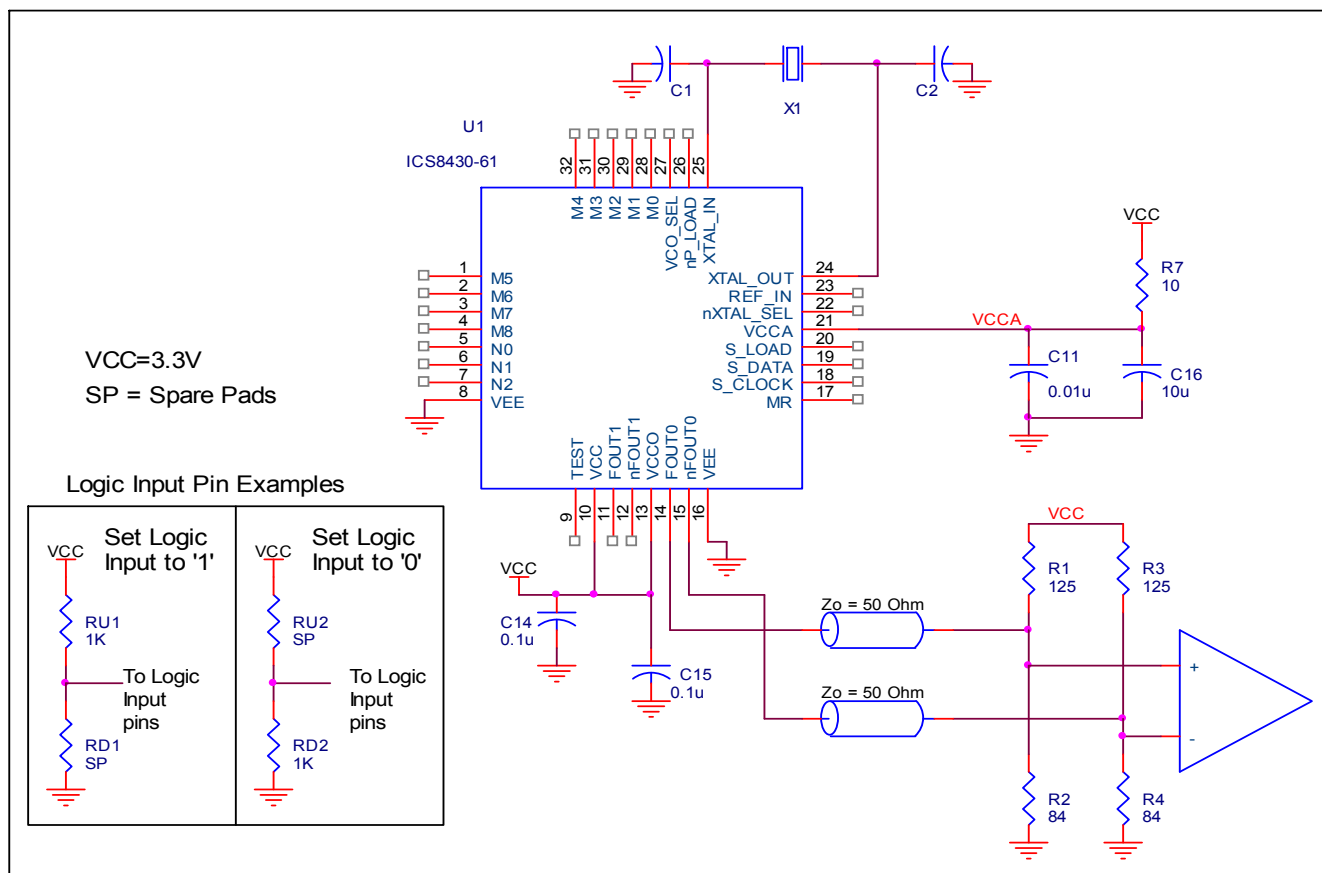 C1
X1
C2
U1
ICS8430-61
32
31
30
29
28
27
26
25
M4
M3
M2
M1
M0
VCO_SEL
nP_LOAD
XTAL_IN
1
2
3
4
5
6
7
8
M5
M6
M7
M8
N0
N1
N2
VEE
XTAL_OUT
REF_IN
nXTAL_SEL
VCCA
S_LOAD
S_DATA
S_CLOCK
MR
24
23
22
21
20
19
18
17
TEST
VCC
FOUT1
nFOUT1
VCCO
FOUT0
nFOUT0
VEE
9
10
11
12
13
14
15
16
VCC
R7
10
VCCA
C11
0.01u
C16
10u
VCC=3.3V
SP = Spare Pads
Logic Input Pin Examples
VCC
Set Logic
Input to '1'
RU1
1K
To Logic
Input
pins
RD1
SP
VCC
Set Logic
Input to '0'
RU2
SP
To Logic
Input
pins
RD2
1K
VCC
C14
0.1u
C15
0.1u
Zo = 50 Ohm
Zo = 50 Ohm
VCC
R1
125
R3
125
+
-
R2
84
R4
84